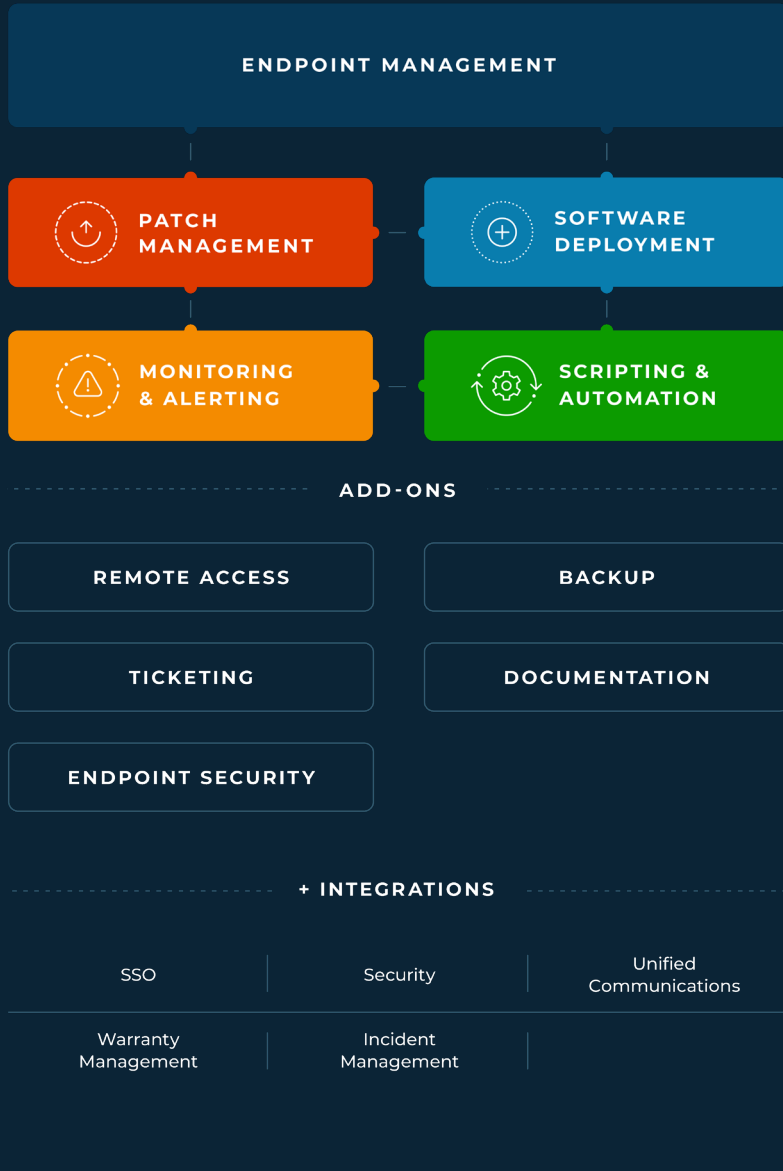 ENDPOINT MANAGEMENT
PATCH
MANAGEMENT
SOFTWARE
DEPLOYMENT
MONITORING
& ALERTING
SCRIPTING &
AUTOMATION
ADD-ONS
REMOTE ACCESS
BACKUP
TICKETING
DOCUMENTATION
ENDPOINT SECURITY
+ INTEGRATIONS
SSO
Security
Unified
Communications
Warranty
Management
Incident
Management